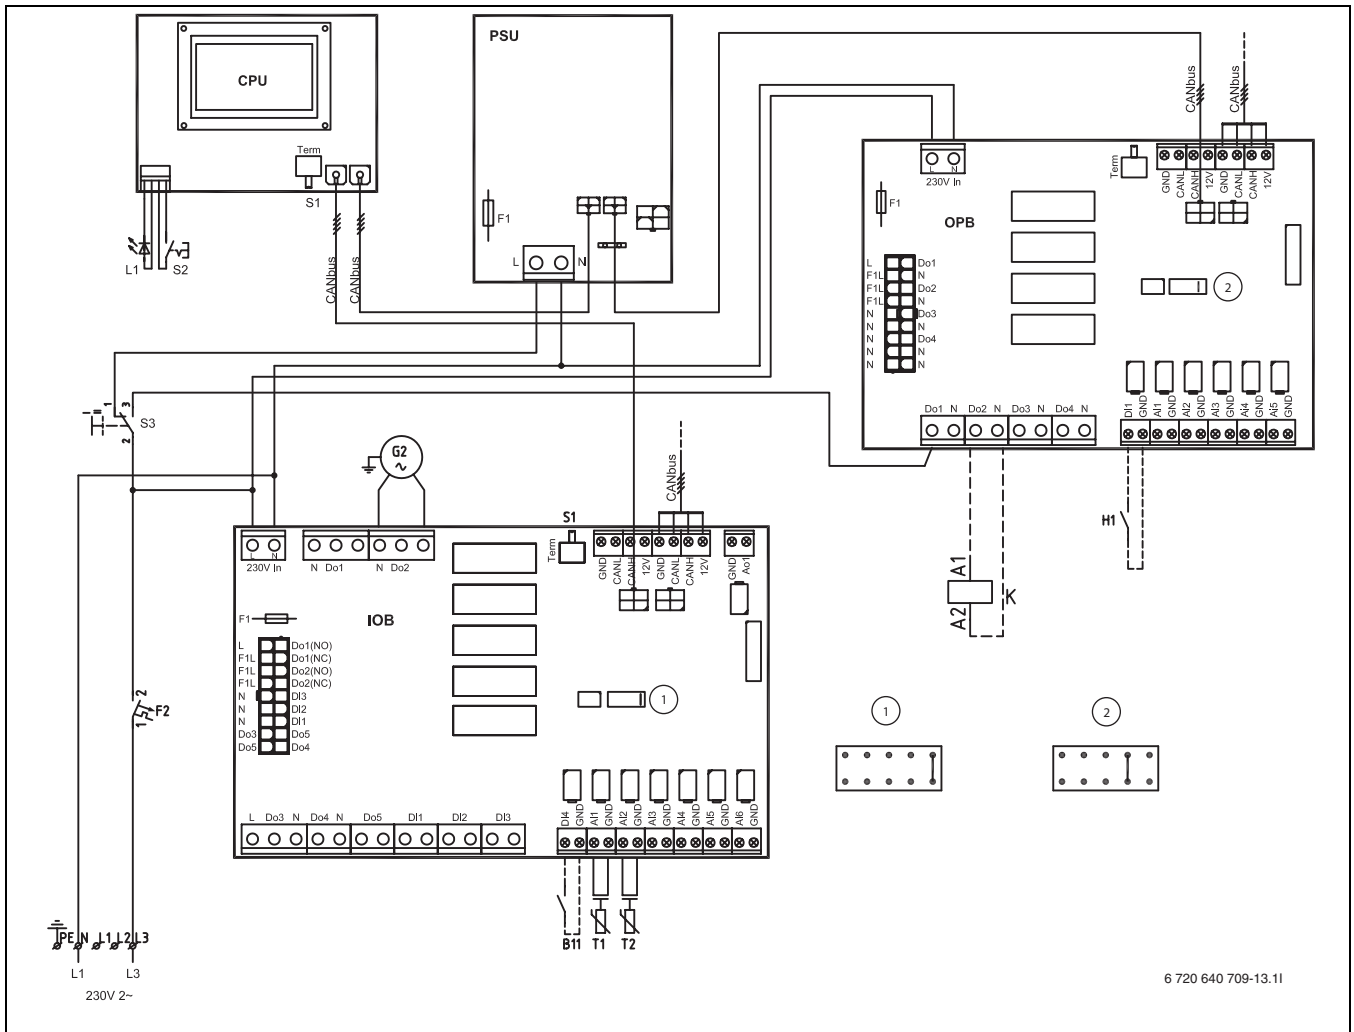 CPU
Term
S1
L1
S2
CANbus
CANbus
PSU
F1
L
N
CANbus
CANbus
Term
GND
CANL
CANH
12V
GND
CANL
CANH
12V
L N
230V In
F1
OPB
L Do1
F1L N
F1L Do2
F1L N
N Do3
N N
N Do4
N N
N N
2
Do1 N Do2 N Do3 N Do4 N
DI1 GND AI1 GND AI2 GND AI3 GND AI4 GND AI5 GND
H1
A1
A2
K
1 3
2
S3
G2
~
CANbus
S1
Term
L N
230V In
N Do1
N Do2
GND
CANL
CANH
12V
GND
CANL
CANH
12V
GND
Ao1
F1
IOB
L Do1(NO)
F1L Do1(NC)
F1L Do2(NO)
F1L Do2(NC)
N DI3
N DI2
N DI1
Do3 Do5
Do5 Do4
1
L Do3 N Do4 N Do5 DI1 DI2 DI3
DI4 GND AI1 GND AI2 GND AI3 GND AI4 GND AI5 GND AI6 GND
B11 T1 T2
2
1
F2
PE N L1 L2 L3
L1 L3
230V 2~
1
2
6 720 640 709-13.1I